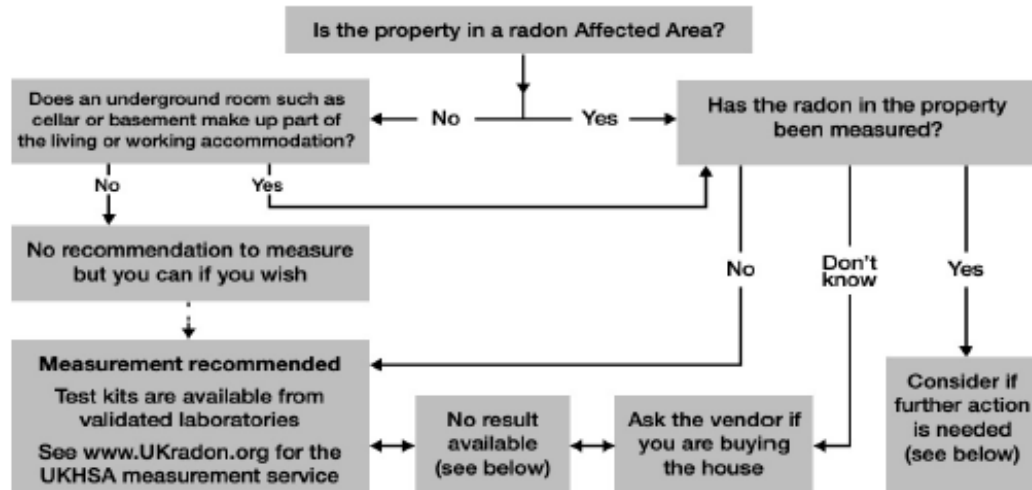 Is the property in a radon Affected Area?
Does an underground room such as
cellar or basement make up part of
the living or working accommodation?
No
Yes
Has the radon in the property
been measured?
No
Yes
No recommendation to measure
but you can if you wish
No
Don't
know
Yes
Measurement recommended
Test kits are available from
validated laboratories
See www.UKradon.org for the
UKHSA measurement service
No result
available
(see below)
Ask the vendor if
you are buying
the house
Consider if
further action
is needed
(see below)